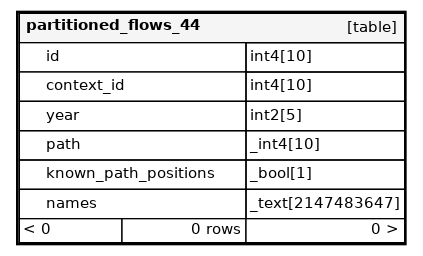 partitioned_flows_44 [table]
id int4[10]
context_id int4[10]
year int2[5]
path _int4[10]
known_path_positions _bool[1]
names _text[2147483647]
< 0 0 rows 0 >